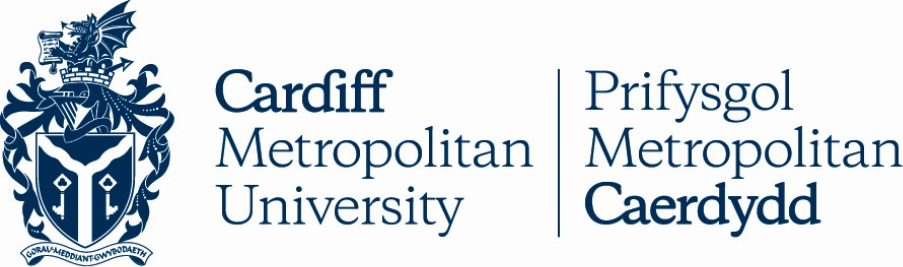 Cardiff
Metropolitan
University
Prifysgol
Metropolitan
Caerdydd
GORAU-MEDDIANT-GWYBODAETH